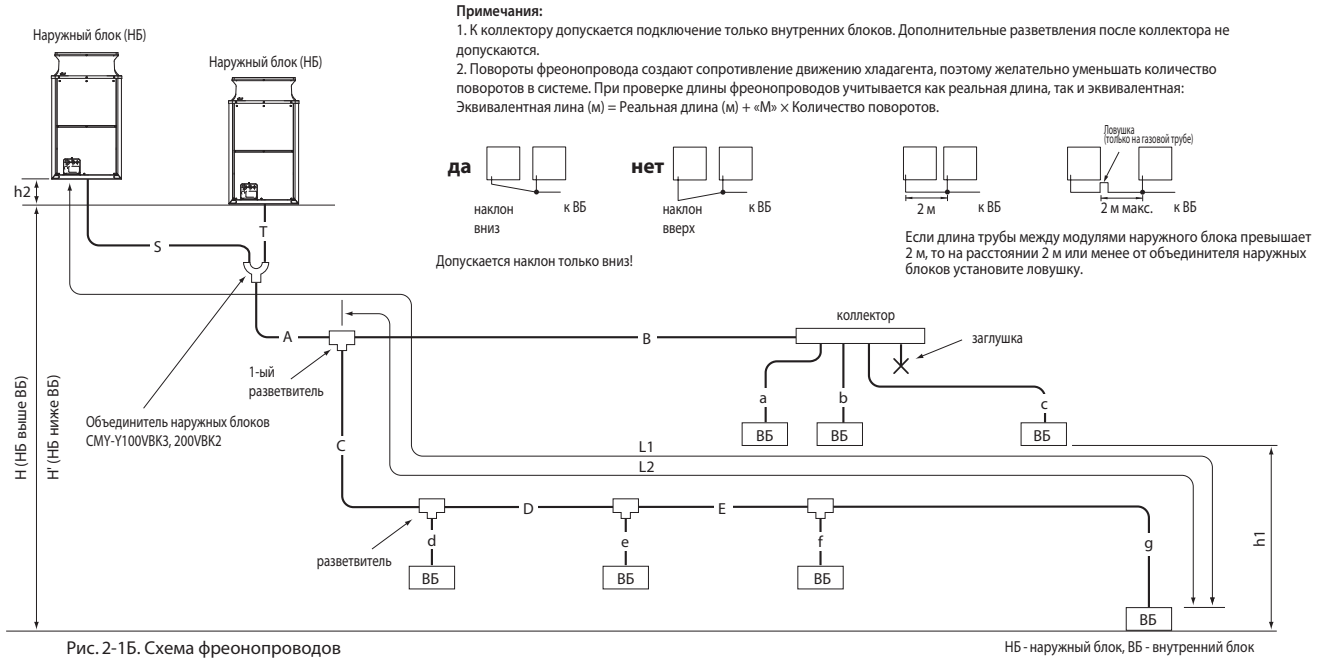 Примечания:
1. К коллектору допускается подключение только внутренних блоков. Дополнительные разветвления после коллектора не
допускаются.
2. Повороты фреонопровода создают сопротивление движению хладагента, поэтому желательно уменьшать количество
поворотов в системе. При проверке длины фреонопроводов учитывается как реальная длина, так и эквивалентная:
Эквивалентная лина (м) = Реальная длина (м) + «М» × Количество поворотов.
Наружный блок (НБ)
Наружный блок (НБ)
да
наклон
вниз
к ВБ
нет
наклон
вверх
к ВБ
Допускается наклон только вниз!
2 м
к ВБ
Ловушка
(только на газовой трубе)
2 м макс.
к ВБ
Если длина трубы между модулями наружного блока превышает
2 м, то на расстоянии 2 м или менее от объединителя наружных
блоков установите ловушку.
h2
S
T
A
B
коллектор
заглушка
1-ый
разветвитель
Объединитель наружных блоков
CMY-Y100VBK3, 200VBK2
H (НБ выше ВБ)
H' (НБ ниже ВБ)
a
b
c
ВБ
ВБ
ВБ
C
L1
L2
D
E
d
e
f
g
h1
разветвитель
ВБ
ВБ
ВБ
ВБ
Рис. 2-1Б. Схема фреонопроводов
НБ - наружный блок, ВБ - внутренний блок